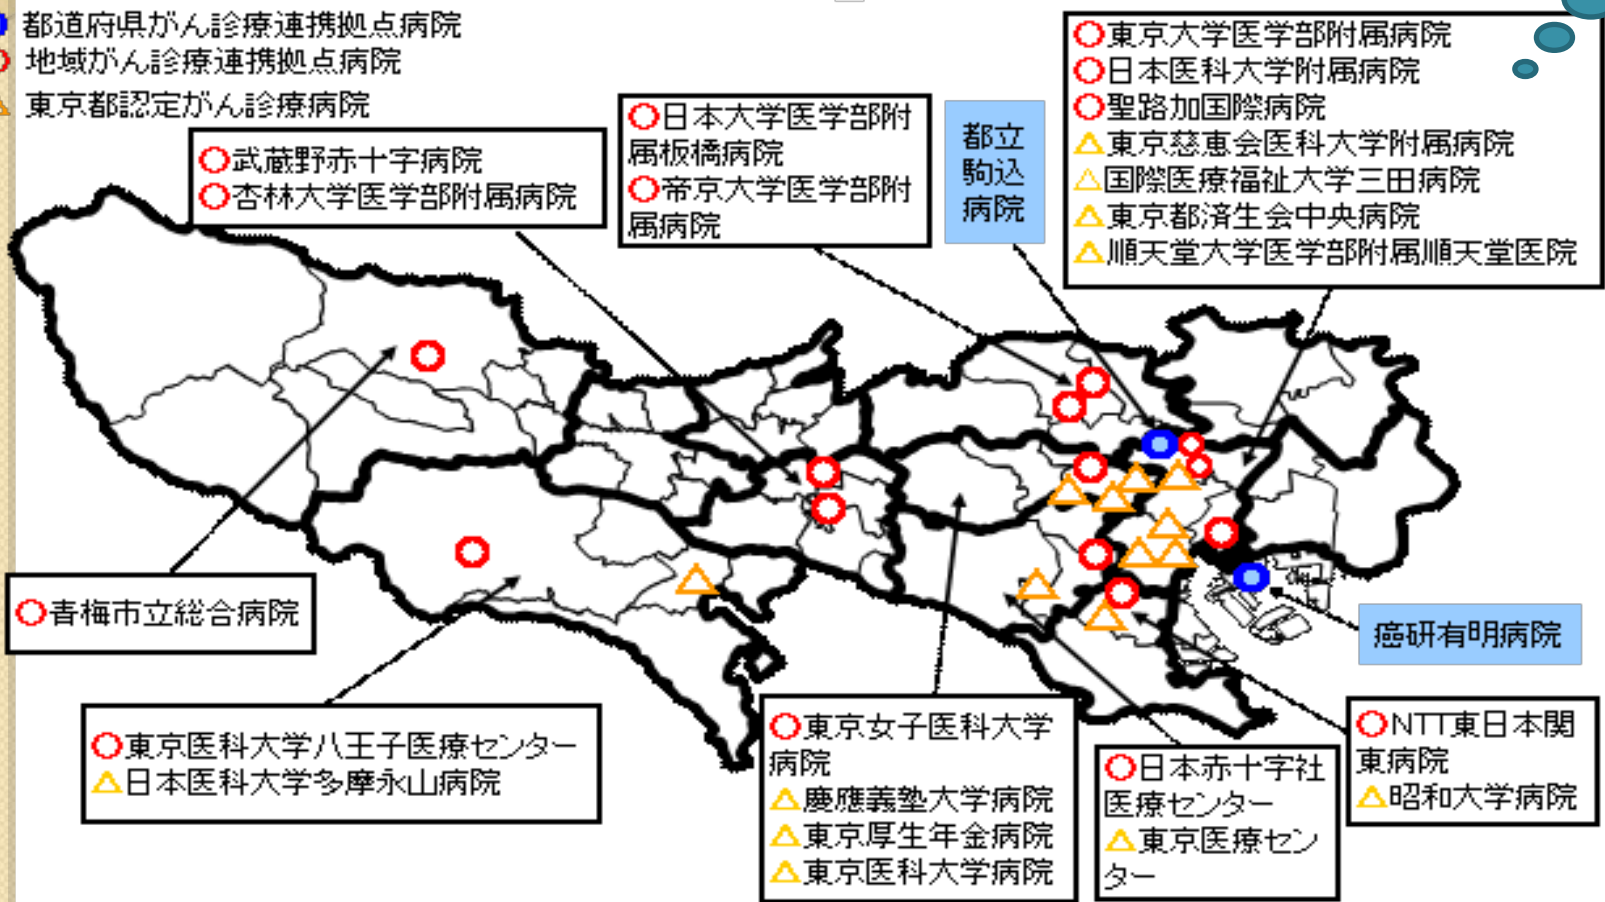 都道府県がん診療連携拠点病院
地域がん診療連携拠点病院
東京都認定がん診療病院
武蔵野赤十字病院
杏林大学医学部附属病院
日本大学医学部附
属板橋病院
帝京大学医学部附
属病院
都立
駒込
病院
東京大学医学部附属病院
日本医科大学附属病院
聖路加国際病院
東京慈恵会医科大学附属病院
国際医療福祉大学三田病院
東京都済生会中央病院
順天堂大学医学部附属順天堂医院
青梅市立総合病院
癌研有明病院
東京医科大学八王子医療センター
日本医科大学多摩永山病院
東京女子医科大学
病院
慶應義塾大学病院
東京厚生年金病院
東京医科大学病院
日本赤十字社
医療センター
東京医療セン
ター
NTT東日本関
東病院
昭和大学病院